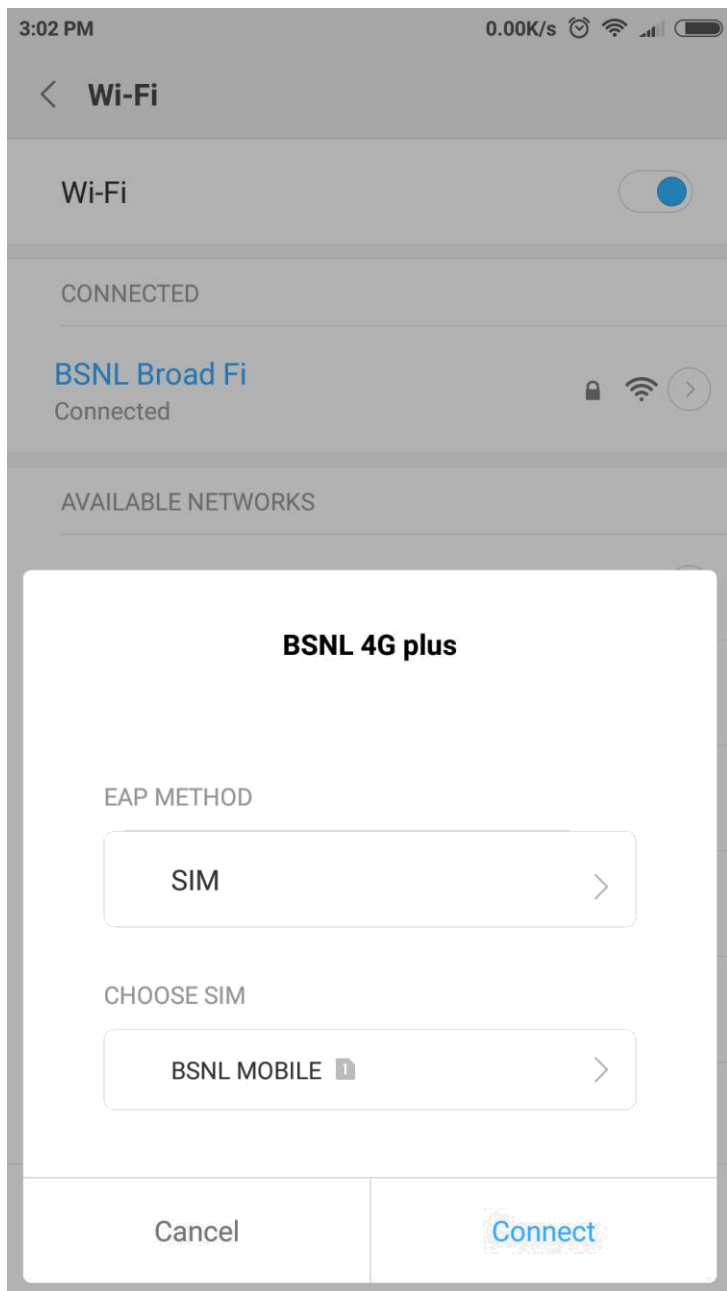 3:02 PM 0.00K/s
Wi-Fi
Wi-Fi
CONNECTED
BSNL Broad Fi
Connected
AVAILABLE NETWORKS
BSNL 4G plus
EAP METHOD
SIM
CHOOSE SIM
BSNL MOBILE 1
Cancel Connect